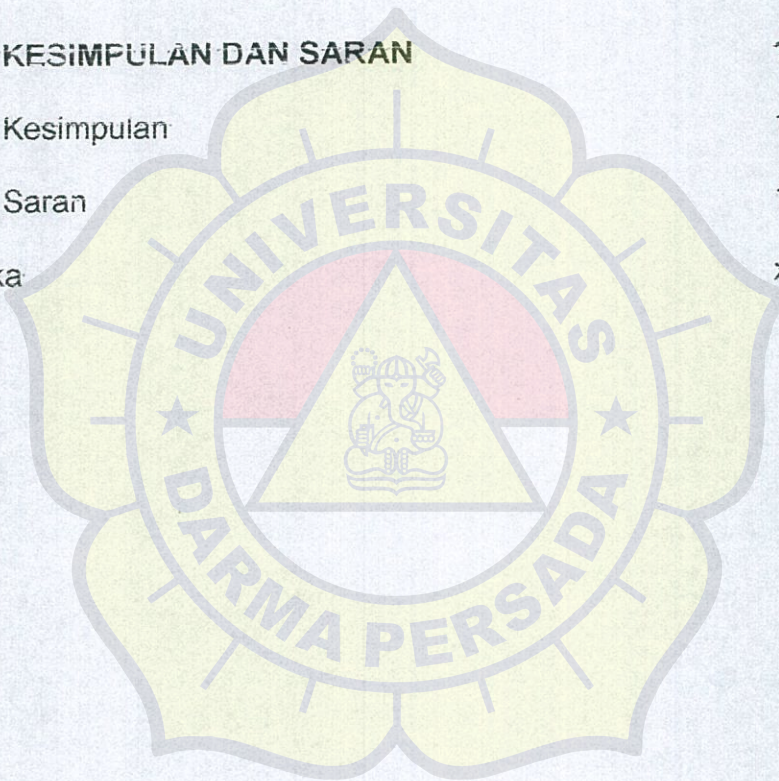 KESIMPULAN DAN SARAN
Kesimpulan
Saran
UNIVERSITAS
DARMA PERSADA